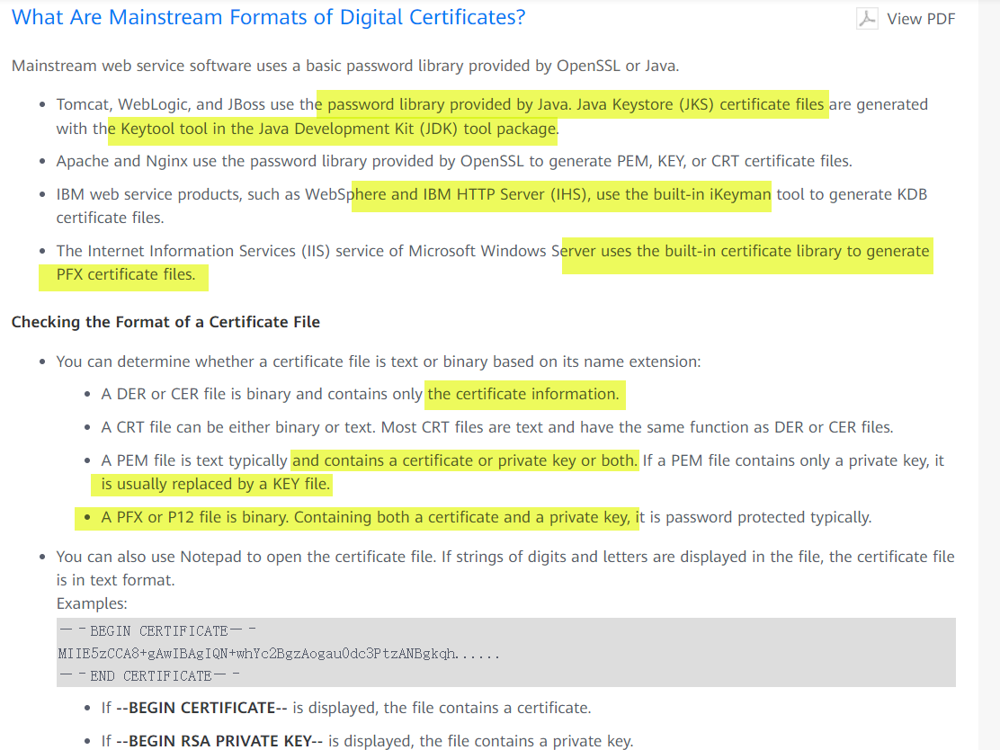 What Are Mainstream Formats of Digital Certificates?
View PDF
Mainstream web service software uses a basic password library provided by OpenSSL or Java.
• Tomcat, WebLogic, and JBoss use the password library provided by Java. Java Keystore (JKS) certificate files are generated
with the Keytool tool in the Java Development Kit (JDK) tool package.
• Apache and Nginx use the password library provided by OpenSSL to generate PEM, KEY, or CRT certificate files.
• IBM web service products, such as WebSphere and IBM HTTP Server (IHS), use the built-in iKeyman tool to generate KDB
certificate files.
• The Internet Information Services (IIS) service of Microsoft Windows Server uses the built-in certificate library to generate
PFX certificate files.
Checking the Format of a Certificate File
• You can determine whether a certificate file is text or binary based on its name extension:
• A DER or CER file is binary and contains only the certificate information.
• A CRT file can be either binary or text. Most CRT files are text and have the same function as DER or CER files.
• A PEM file is text typically and contains a certificate or private key or both. If a PEM file contains only a private key, it
is usually replaced by a KEY file.
• A PFX or P12 file is binary. Containing both a certificate and a private key, it is password protected typically.
• You can also use Notepad to open the certificate file. If strings of digits and letters are displayed in the file, the certificate file
is in text format.
Examples:
—-BEGIN CERTIFICATE—-
MIIE5zCCA8+gAwIBAgIQN+whYc2BgzAogau0dc3PtzANBgkqh......
—-END CERTIFICATE—-
• If --BEGIN CERTIFICATE-- is displayed, the file contains a certificate.
• If --BEGIN RSA PRIVATE KEY-- is displayed, the file contains a private key.